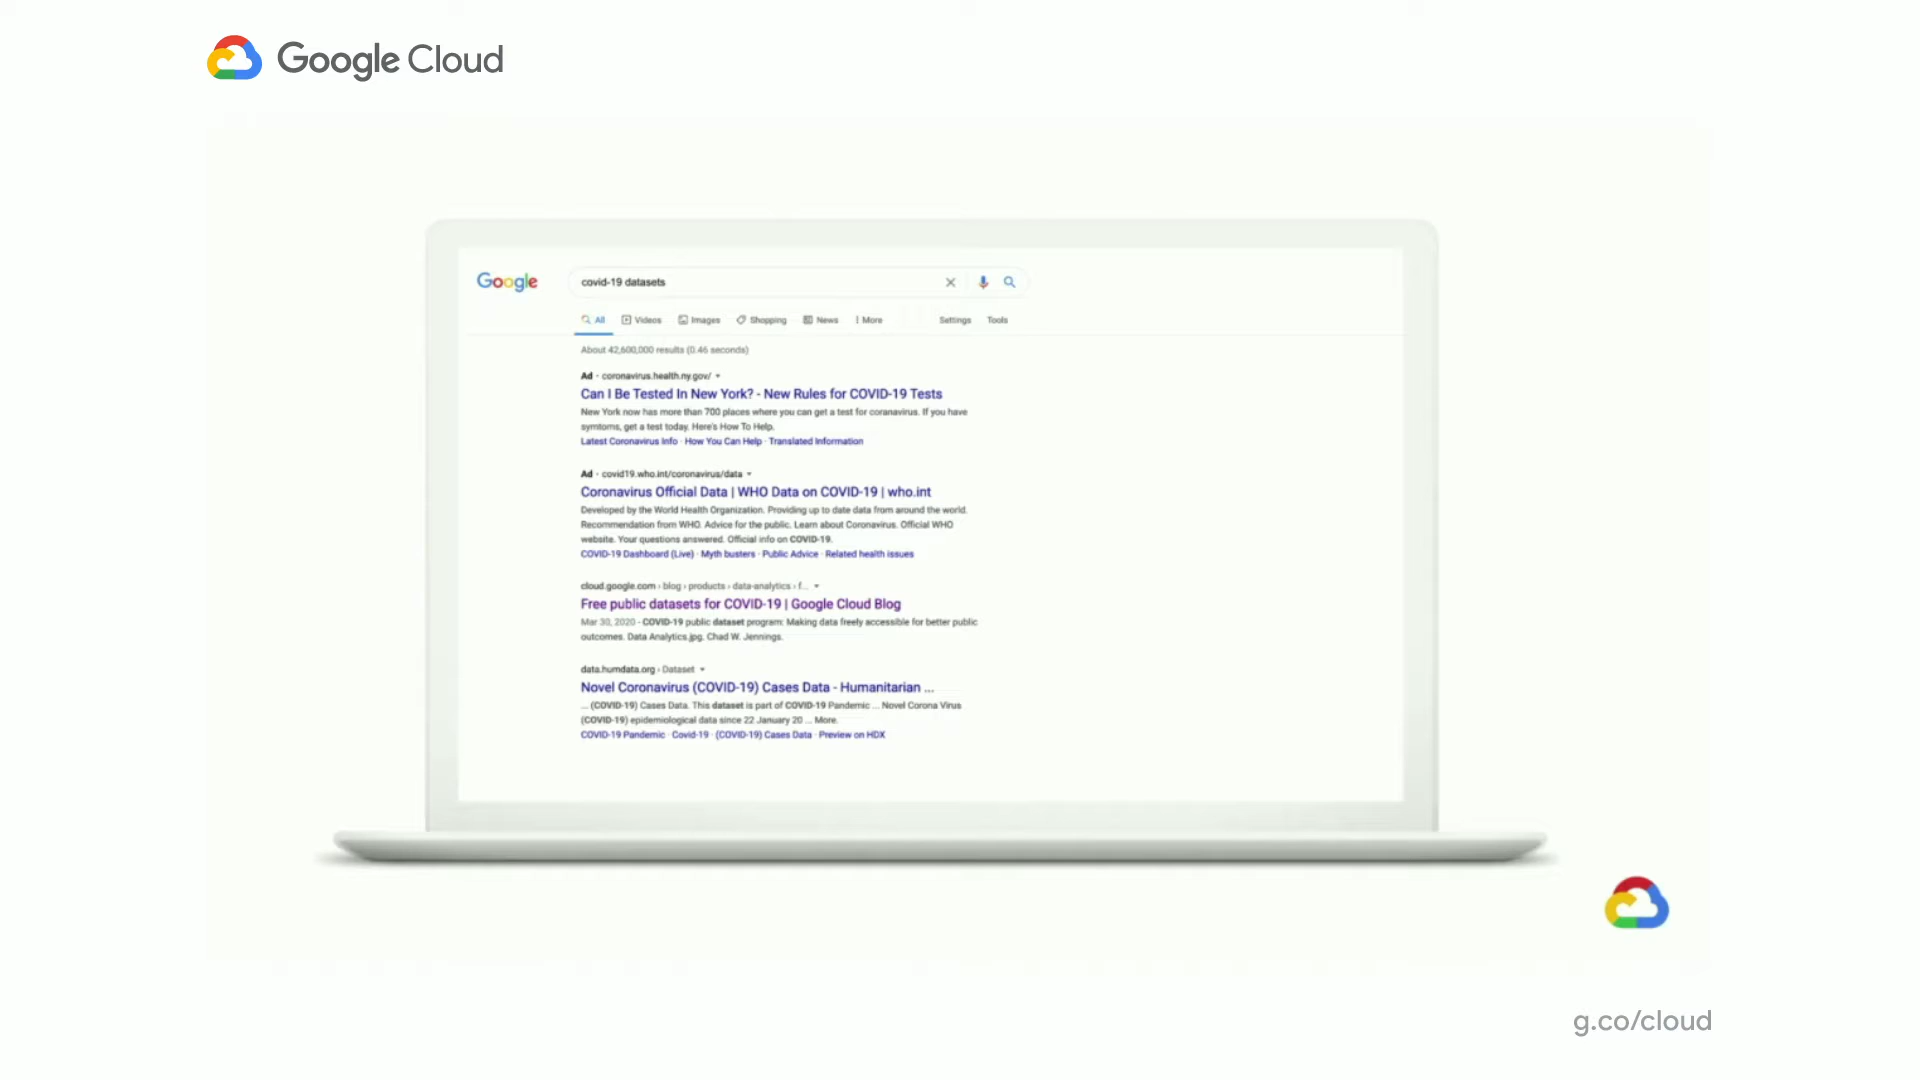 Google Cloud
Google
covid-19 datasets
All Videos Images Shopping News More Settings Tools
About 42,600,000 results (0.46 seconds)
Ad · coronavirus.health.ny.gov/
Can I Be Tested In New York? - New Rules for COVID-19 Tests
New York now has more than 700 places where you can get a test for coranavirus. If you have
symtoms, get a test today. Here's How To Help.
Latest Coronavirus Info · How You Can Help · Translated Information
Ad · covid19.who.int/coronavirus/data
Coronavirus Official Data | WHO Data on COVID-19 | who.int
Developed by the World Health Organization. Providing up to date data from around the world.
Recommendation from WHO. Advice for the public. Learn about Coronavirus. Official WHO
website. Your questions answered. Official info on COVID-19.
COVID-19 Dashboard (Live) · Myth busters · Public Advice · Related health issues
cloud.google.com › blog › products › data-analytics › f...
Free public datasets for COVID-19 | Google Cloud Blog
Mar 30, 2020 - COVID-19 public dataset program: Making data freely accessible for better public
outcomes. Data Analytics.jpg. Chad W. Jennings.
data.humdata.org › Dataset
Novel Coronavirus (COVID-19) Cases Data - Humanitarian ...
... (COVID-19) Cases Data. This dataset is part of COVID-19 Pandemic ... Novel Corona Virus
(COVID-19) epidemiological data since 22 January 20 ... More.
COVID-19 Pandemic · Covid-19 · (COVID-19) Cases Data · Preview on HDX
g.co/cloud